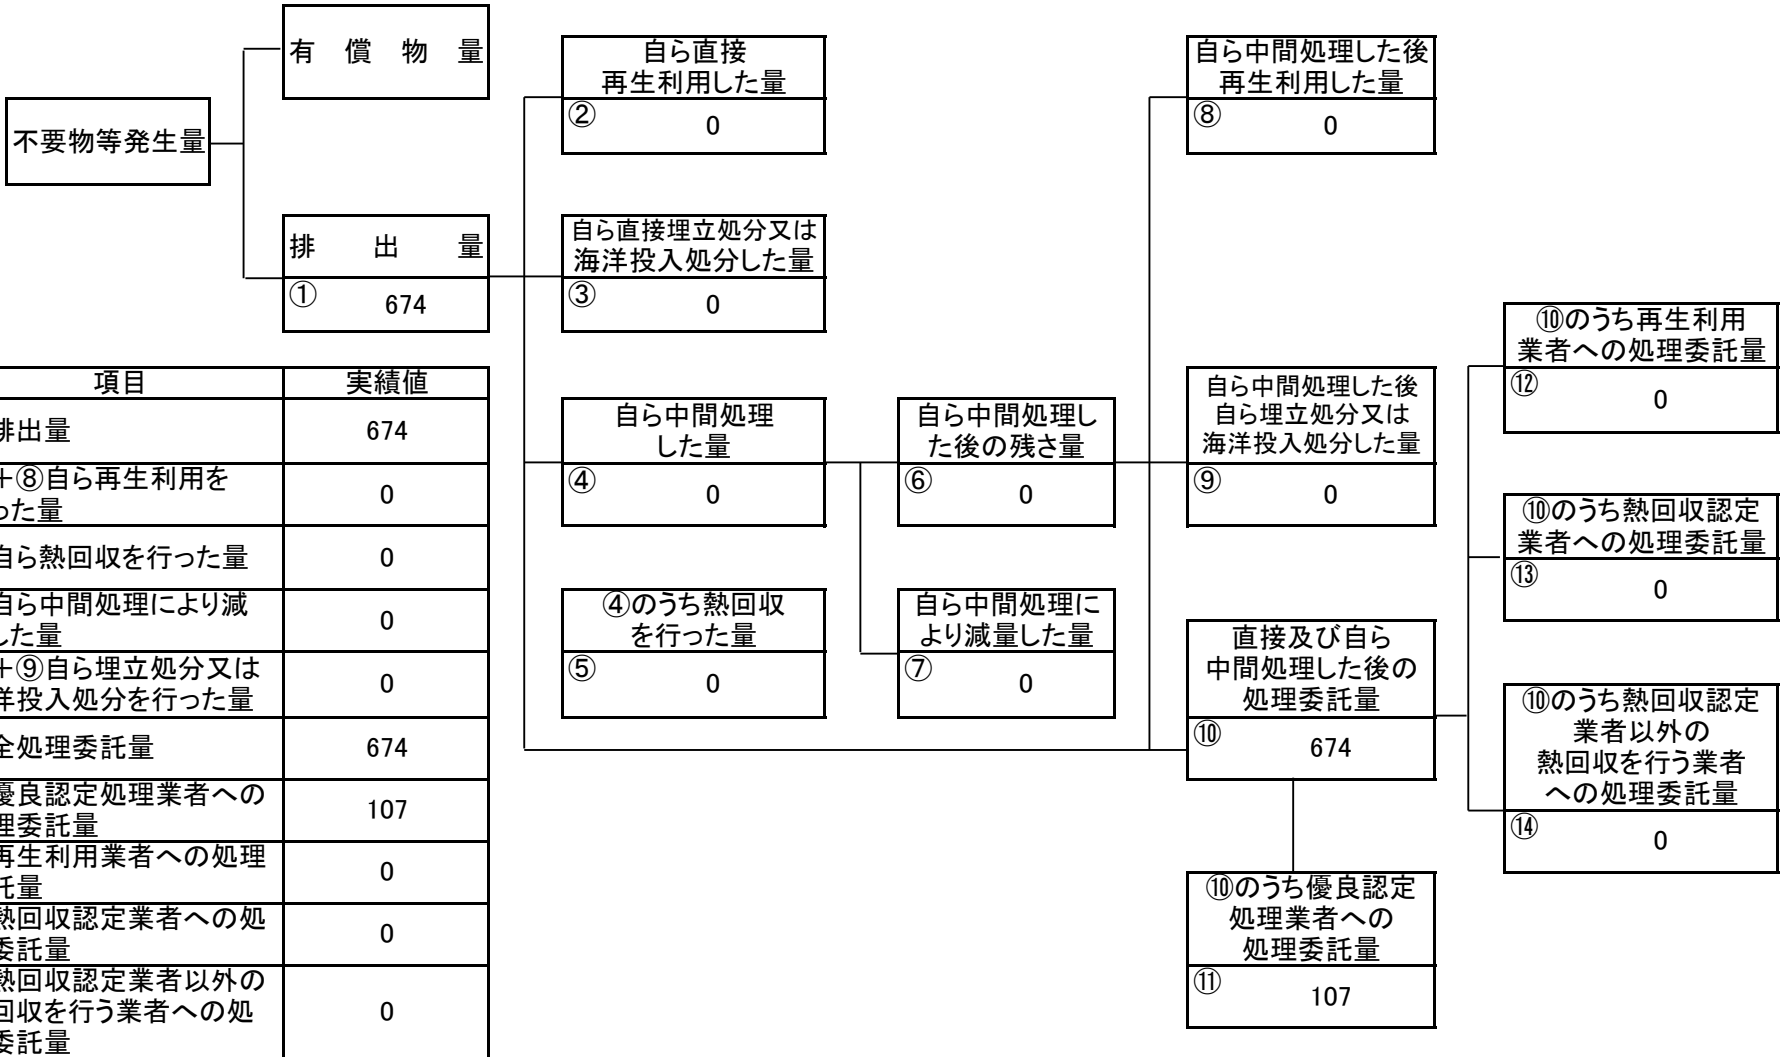 有償物量
不要物等発生量
排出量
① 674
自ら直接
再生利用した量
② 0
自ら直接埋立処分又は
海洋投入処分した量
③ 0
自ら中間処理
した量
④ 0
④のうち熱回収
を行った量
⑤ 0
自ら中間処理し
た後の残さ量
⑥ 0
自ら中間処理に
より減量した量
⑦ 0
自ら中間処理した後
再生利用した量
⑧ 0
自ら中間処理した後
自ら埋立処分又は
海洋投入処分した量
⑨ 0
直接及び自ら
中間処理した後の
処理委託量
⑩ 674
⑩のうち優良認定
処理業者への
処理委託量
⑪ 107
⑩のうち再生利用
業者への処理委託量
⑫ 0
⑩のうち熱回収認定
業者への処理委託量
⑬ 0
⑩のうち熱回収認定
業者以外の
熱回収を行う業者
への処理委託量
⑭ 0
項目 実績値
排出量 674
+⑧自ら再生利用を
った量 0
自ら熱回収を行った量 0
自ら中間処理により減
した量 0
+⑨自ら埋立処分又は
洋投入処分を行った量 0
全処理委託量 674
優良認定処理業者への
理委託量 107
再生利用業者への処理
託量 0
熱回収認定業者への処
委託量 0
熱回収認定業者以外の
回収を行う業者への処
委託量 0